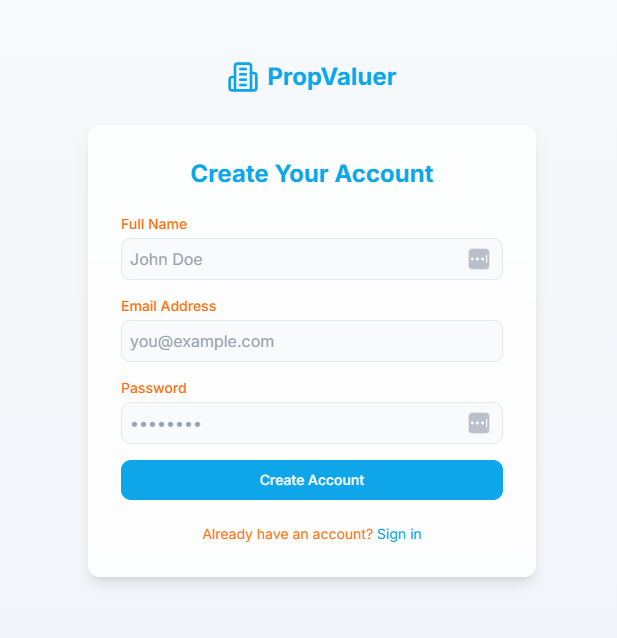 PropValuer
Create Your Account
Full Name
John Doe
Email Address
you@example.com
Password
••••••••
Create Account
Already have an account? Sign in